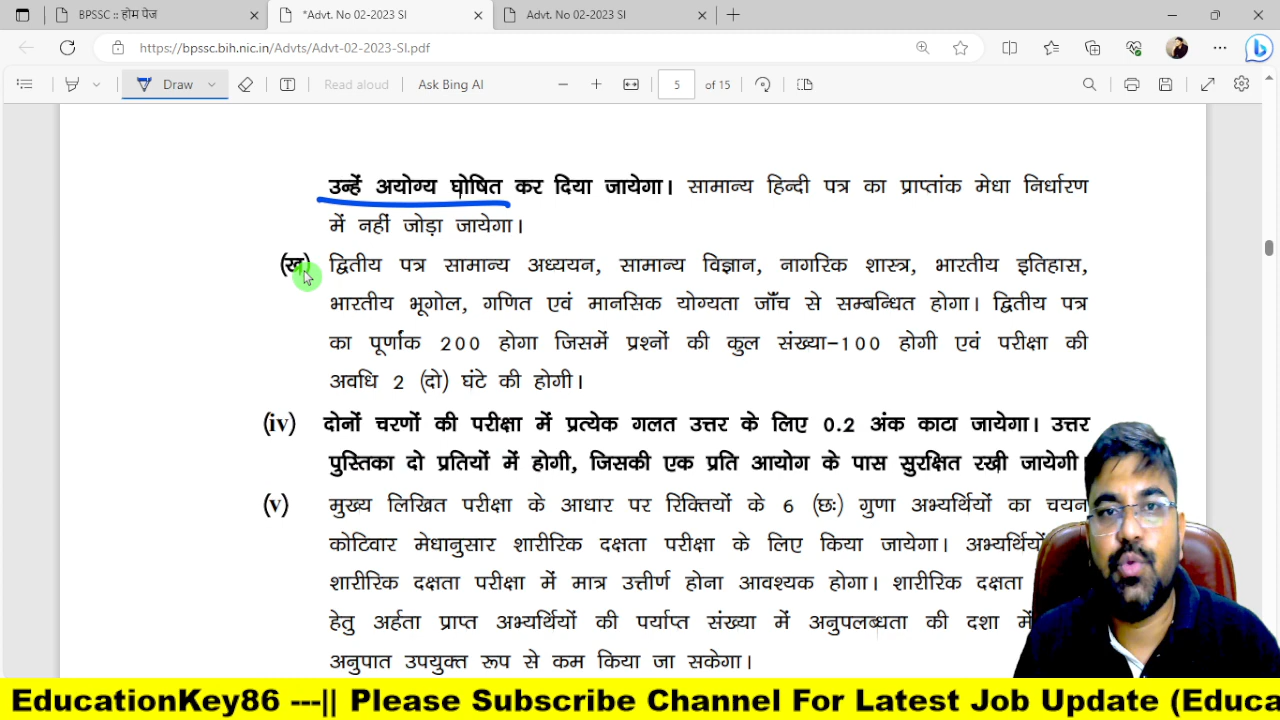 BPSSC :: होम पेज
*Advt. No 02-2023 SI
Advt. No 02-2023 SI
https://bpssc.bih.nic.in/Advts/Advt-02-2023-SI.pdf
Draw
Read aloud
Ask Bing AI
5
of 15
उन्हें अयोग्य घोषित कर दिया जायेगा। सामान्य हिन्दी पत्र का प्राप्तांक मेधा निर्धारण
में नहीं जोड़ा जायेगा।
(ख) द्वितीय पत्र सामान्य अध्ययन, सामान्य विज्ञान, नागरिक शास्त्र, भारतीय इतिहास,
भारतीय भूगोल, गणित एवं मानसिक योग्यता जाँच से सम्बन्धित होगा। द्वितीय पत्र
का पूर्णांक 200 होगा जिसमें प्रश्नों की कुल संख्या-100 होगी एवं परीक्षा की
अवधि 2 (दो) घंटे की होगी।
(iv) दोनों चरणों की परीक्षा में प्रत्येक गलत उत्तर के लिए 0.2 अंक काटा जायेगा। उत्तर
पुस्तिका दो प्रतियों में होगी, जिसकी एक प्रति आयोग के पास सुरक्षित रखी जायेगी।
(v) मुख्य लिखित परीक्षा के आधार पर रिक्तियों के 6 (छः) गुणा अभ्यर्थियों का चयन
कोटिवार मेधानुसार शारीरिक दक्षता परीक्षा के लिए किया जायेगा।
शारीरिक दक्षता परीक्षा में मात्र उत्तीर्ण होना आवश्यक होगा। शारीरिक दक्षता
हेतु अर्हता प्राप्त अभ्यर्थियों की पर्याप्त संख्या में अनुपलब्धता की दशा में
अनुपात उपयुक्त रूप से कम किया जा सकेगा।
EducationKey86 ---|| Please Subscribe Channel For Latest Job Update (Educa